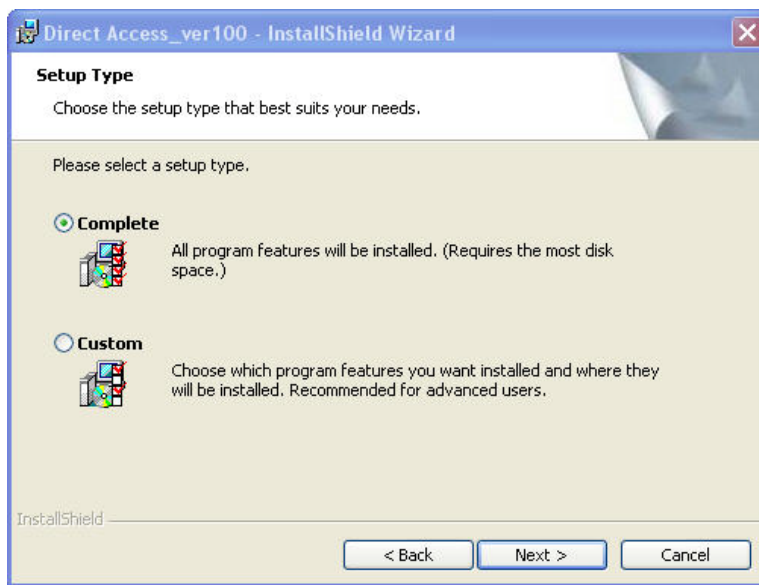 Direct Access_ver100 - InstallShield Wizard
Setup Type
Choose the setup type that best suits your needs.
Please select a setup type.
Complete
All program features will be installed. (Requires the most disk
space.)
Custom
Choose which program features you want installed and where they
will be installed. Recommended for advanced users.
InstallShield
< Back
Next >
Cancel